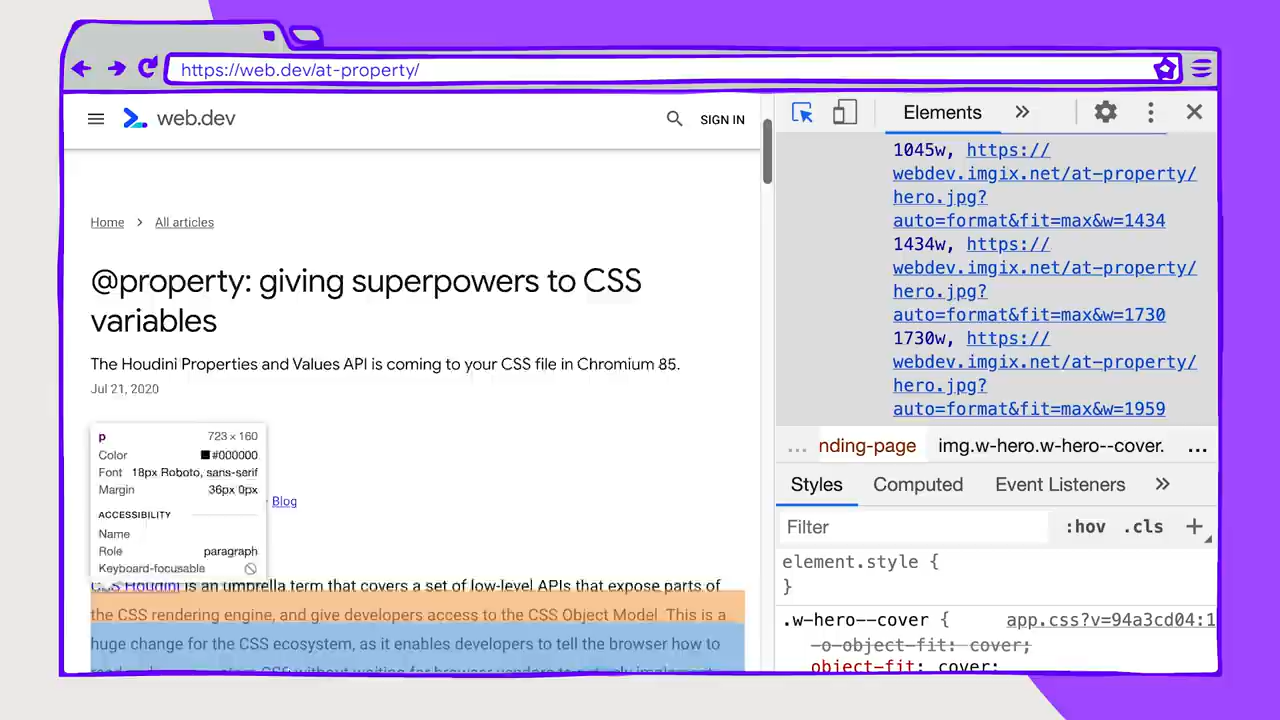 https://web.dev/at-property/
web.dev
SIGN IN
Home > All articles
@property: giving superpowers to CSS
variables
The Houdini Properties and Values API is coming to your CSS file in Chromium 85.
Jul 21, 2020
p 723 × 160
Color #000000
Font 18px Roboto, sans-serif
Margin 36px 0px
ACCESSIBILITY
Name
Role paragraph
Keyboard-focusable
Blog
CSS Houdini is an umbrella term that covers a set of low-level APIs that expose parts of
the CSS rendering engine, and give developers access to the CSS Object Model. This is a
huge change for the CSS ecosystem, as it enables developers to tell the browser how to
CSS without waiting for browser vendors to
Elements
1045w, https://
webdev.imgix.net/at-property/
hero.jpg?
auto=format&fit=max&w=1434
1434w, https://
webdev.imgix.net/at-property/
hero.jpg?
auto=format&fit=max&w=1730
1730w, https://
webdev.imgix.net/at-property/
hero.jpg?
auto=format&fit=max&w=1959
... nding-page img.w-hero.w-hero--cover. ...
Styles Computed Event Listeners
Filter :hov .cls +
element.style {
}
.w-hero--cover { app.css?v=94a3cd04:1
-o-object-fit: cover;
object-fit: cover;